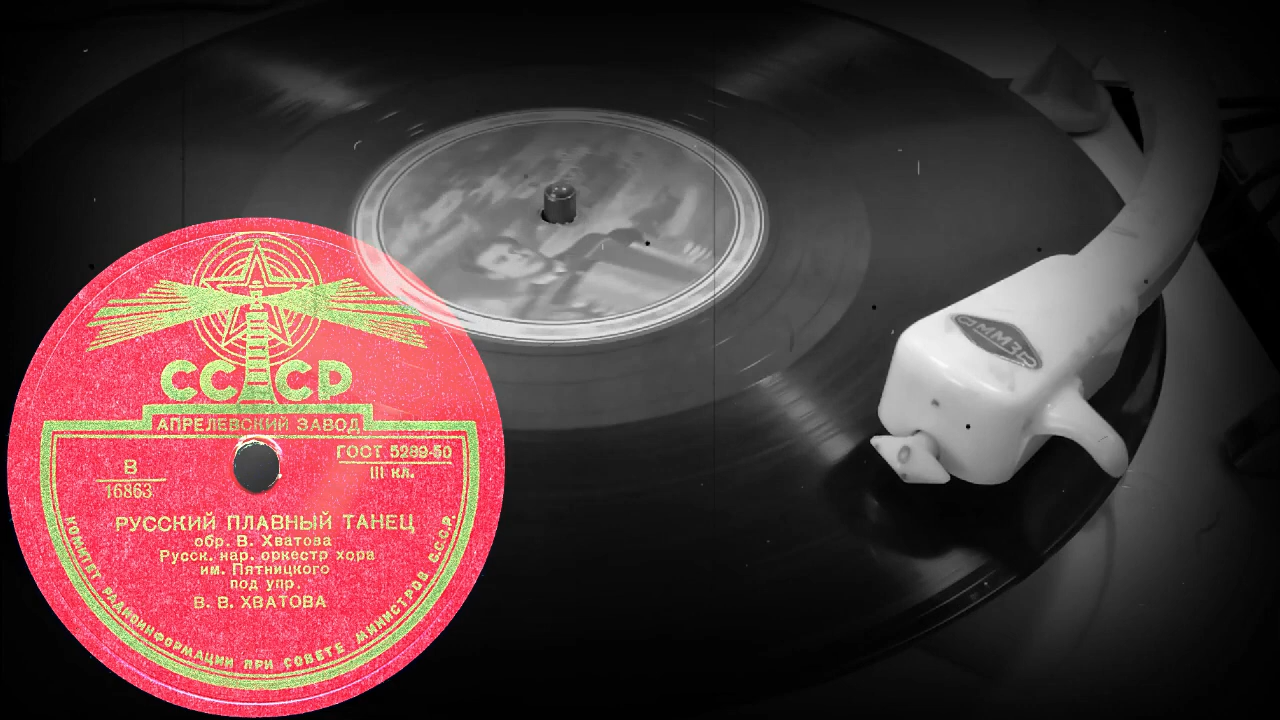 СССР
АПРЕЛЕВСКИЙ ЗАВОД
В
16863
ГОСТ 5289-50
III КЛ.
РУССКИЙ ПЛАВНЫЙ ТАНЕЦ
обр. В. Хватова
Русск. нар. оркестр хора
им. Пятницкого
под упр.
В. В. ХВАТОВА
КОМИТЕТ РАДИОИНФОРМАЦИИ ПРИ СОВЕТЕ МИНИСТРОВ С.С.С.Р.
ММЗ